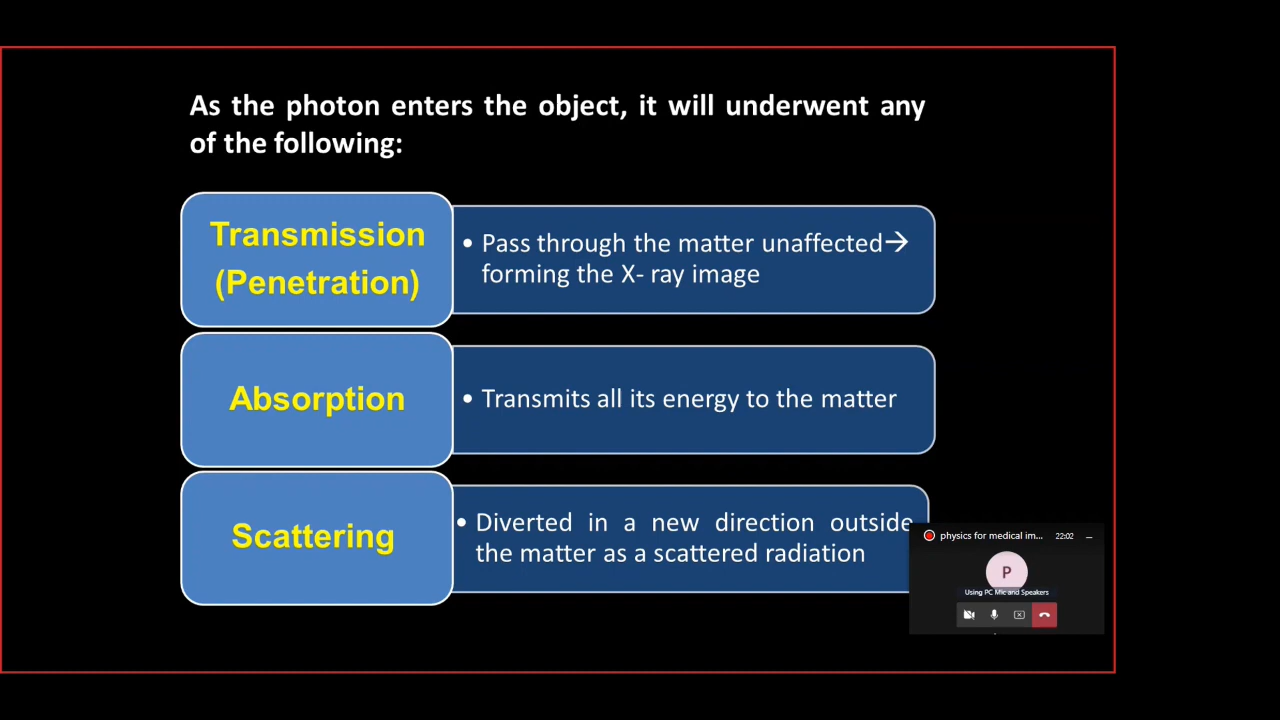 As the photon enters the object, it will underwent any
of the following:
Transmission
(Penetration)
• Pass through the matter unaffected→
forming the X- ray image
Absorption
• Transmits all its energy to the matter
Scattering
• Diverted in a new direction outside
the matter as a scattered radiation
physics for medical im... 22:02
P
Using PC Mic and Speakers